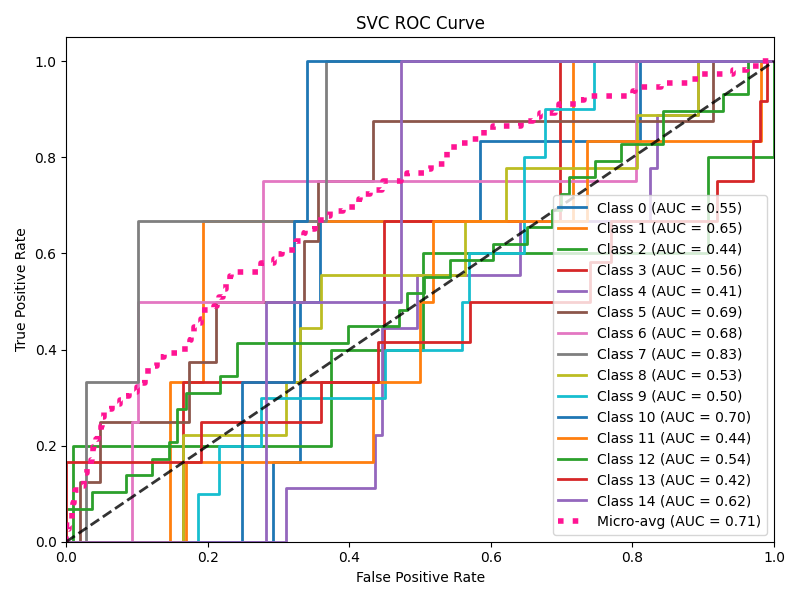 SVC ROC Curve
True Positive Rate
1.0
0.8
0.6
0.4
0.2
0.0
0.0 0.2 0.4 0.6 0.8 1.0
False Positive Rate
Class 0 (AUC = 0.55)
Class 1 (AUC = 0.65)
Class 2 (AUC = 0.44)
Class 3 (AUC = 0.56)
Class 4 (AUC = 0.41)
Class 5 (AUC = 0.69)
Class 6 (AUC = 0.68)
Class 7 (AUC = 0.83)
Class 8 (AUC = 0.53)
Class 9 (AUC = 0.50)
Class 10 (AUC = 0.70)
Class 11 (AUC = 0.44)
Class 12 (AUC = 0.54)
Class 13 (AUC = 0.42)
Class 14 (AUC = 0.62)
Micro-avg (AUC = 0.71)